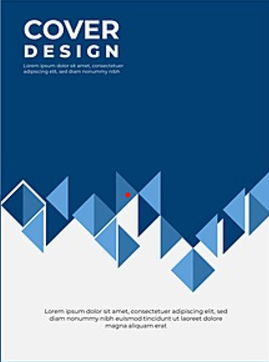 COVER
DESIGN
Lorem ipsum dolor sit amet, consectetuer
adipiscing elit, sed diam nonummy nibh
Lorem ipsum dolor sit amet, consectetuer adipiscing
elit, sed diam nonummy nibh euismod tincidunt ut laoreet dolore
magna aliquam erat